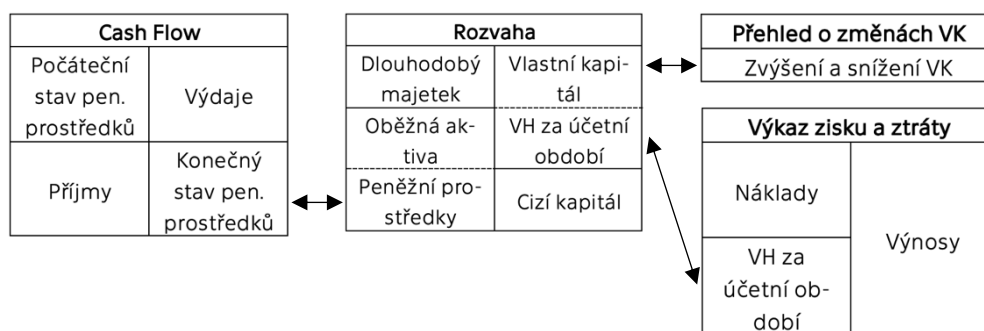 Cash Flow
Počáteční
stav pen.
prostředků
Výdaje
Příjmy
Konečný
stav pen.
prostředků
Rozvaha
Dlouhodobý
majetek
Vlastní kapi-
tál
Oběžná ak-
tiva
VH za účetní
období
Peněžní pro-
středky
Cizí kapitál
Přehled o změnách VK
Zvýšení a snížení VK
Výkaz zisku a ztráty
Náklady
VH za
účetní ob-
dobí
Výnosy